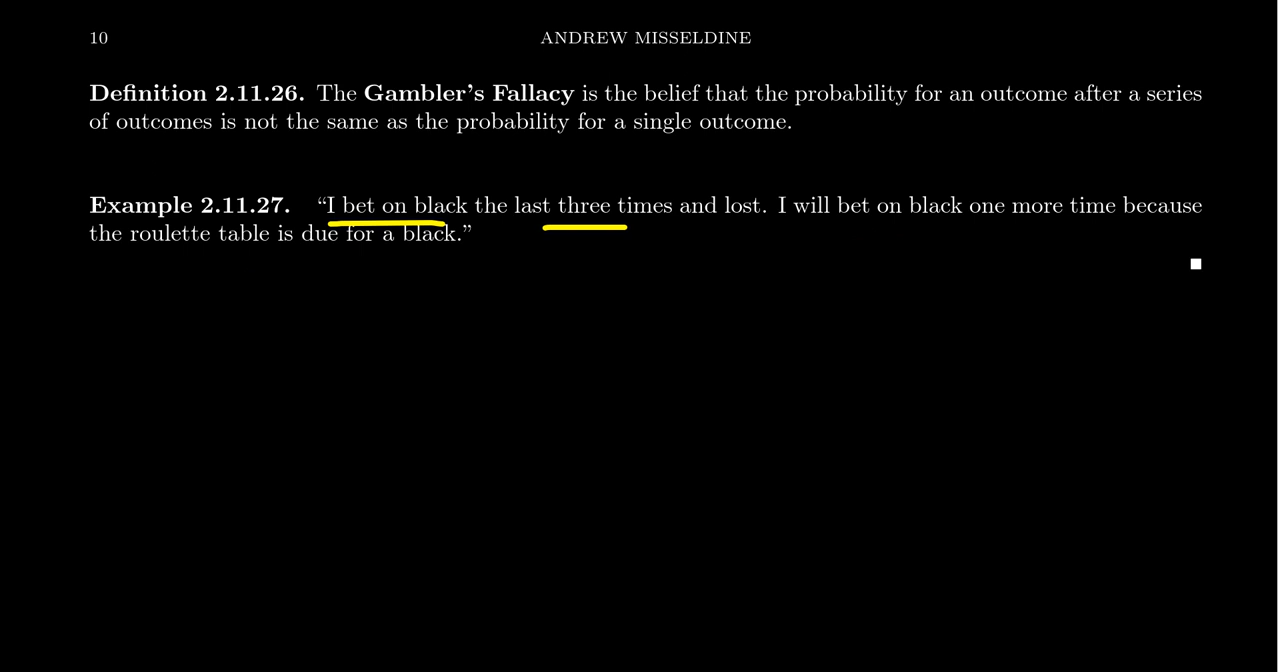 10
ANDREW MISSELDINE
Definition 2.11.26. The Gambler's Fallacy is the belief that the probability for an outcome after a series
of outcomes is not the same as the probability for a single outcome.
Example 2.11.27. “I bet on black the last three times and lost. I will bet on black one more time because
the roulette table is due for a black.”